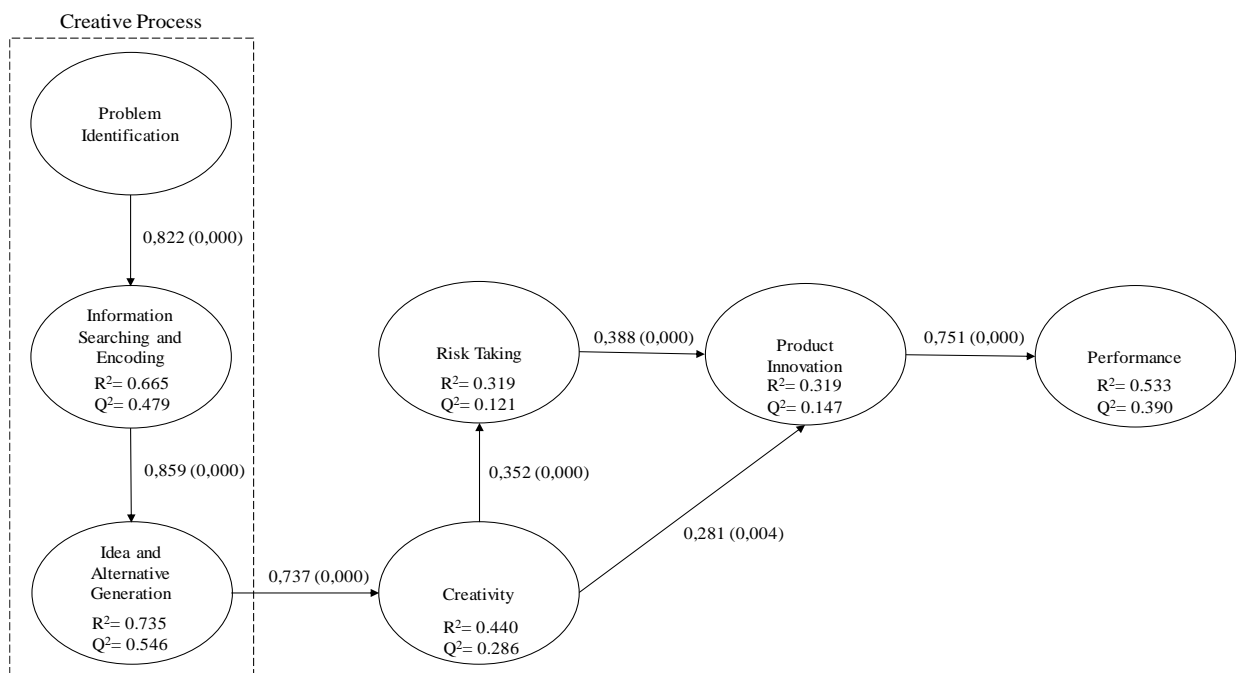 Creative Process
Problem
Identification
0,822 (0,000)
Information
Searching and
Encoding
R²= 0.665
Q²= 0.479
0,859 (0,000)
Idea and
Alternative
Generation
R²= 0.735
Q²= 0.546
0,737 (0,000)
Creativity
R²= 0.440
Q²= 0.286
0,352 (0,000)
0,281 (0,004)
Risk Taking
R²= 0.319
Q²= 0.121
0,388 (0,000)
Product
Innovation
R²= 0.319
Q²= 0.147
0,751 (0,000)
Performance
R²= 0.533
Q²= 0.390